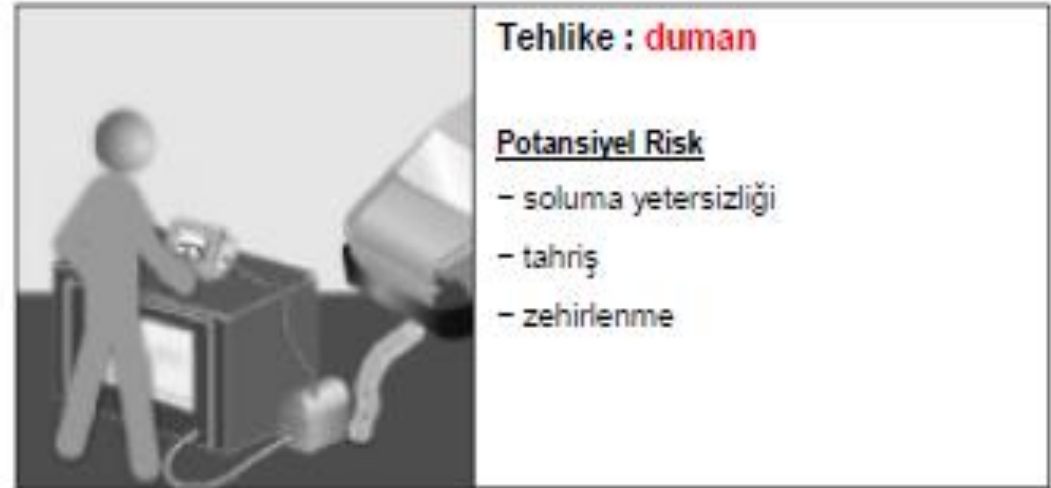 Tehlike : duman
Potansiyel Risk
– soluma yetersizliği
– tahriş
– zehirlenme